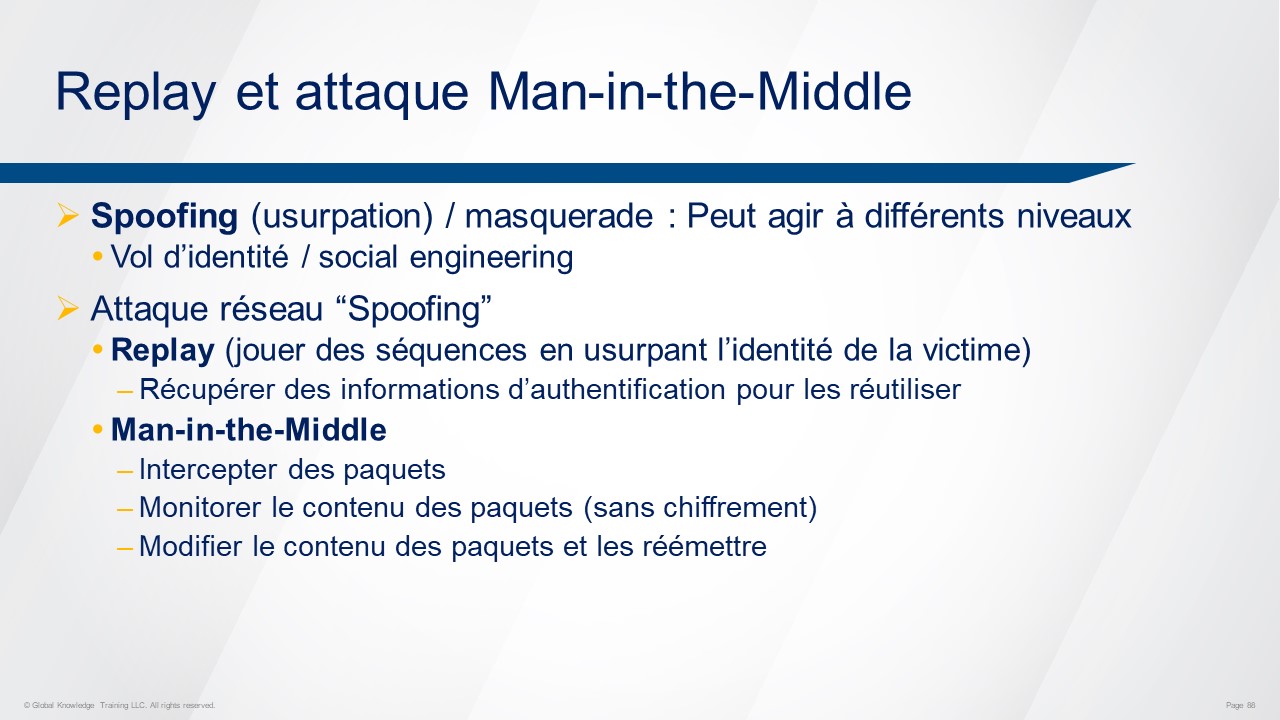 Replay et attaque Man-in-the-Middle
➢ Spoofing (usurpation) / masquerade : Peut agir à différents niveaux
• Vol d’identité / social engineering
➢ Attaque réseau “Spoofing”
• Replay (jouer des séquences en usurpant l’identité de la victime)
– Récupérer des informations d’authentification pour les réutiliser
• Man-in-the-Middle
– Intercepter des paquets
– Monitorer le contenu des paquets (sans chiffrement)
– Modifier le contenu des paquets et les réémettre
© Global Knowledge Training LLC. All rights reserved.
Page 88